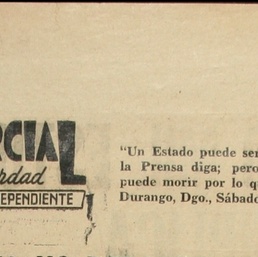 RCIAL
rdad
EPENDIENTE
"Un Estado puede ser
la Prensa diga; pero
puede morir por lo q
Durango, Dgo., Sábado